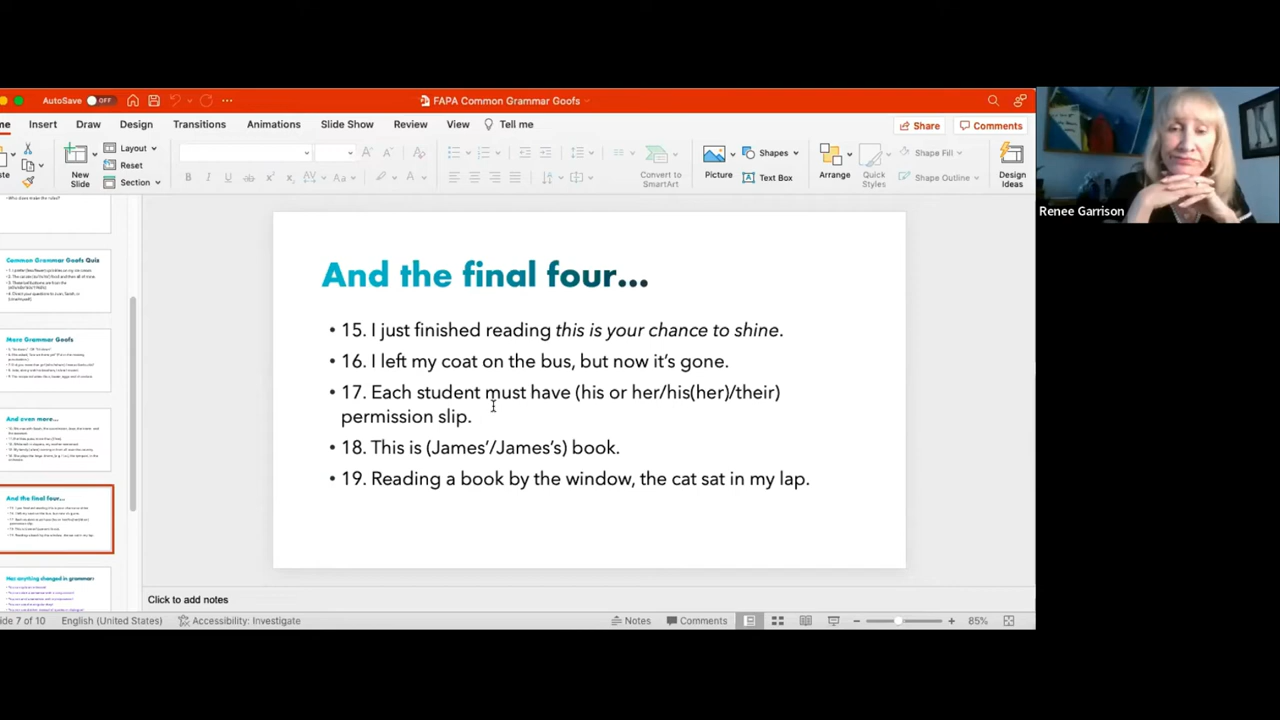 AutoSave OFF
FAPA Common Grammar Goofs
Insert Draw Design Transitions Animations Slide Show Review View Tell me
Share Comments
New Slide
Layout
Reset
Section
Convert to SmartArt
Picture
Shapes
Text Box
Arrange
Quick Styles
Shape Fill
Shape Outline
Design Ideas
Renee Garrison
Common Grammar Goofs Quiz
More Grammar Goofs
And even more...
And the final four...
Has anything changed in grammar?
And the final four...
• 15. I just finished reading this is your chance to shine.
• 16. I left my coat on the bus, but now it's gone.
• 17. Each student must have (his or her/his(her)/their)
permission slip.
• 18. This is (James'/James's) book.
• 19. Reading a book by the window, the cat sat in my lap.
Click to add notes
7 of 10 English (United States) Accessibility: Investigate
Notes Comments 85%